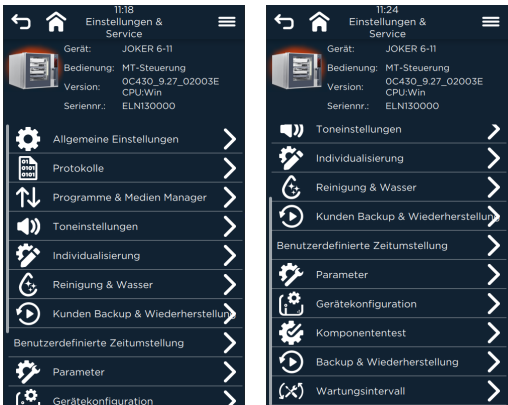 11:18
Einstellungen &
Service
Gerät: JOKER 6-11
Bedienung: MT-Steuerung
Version: 0C430_9.27_02003E
CPU:Win
Seriennr.: ELN130000
Allgemeine Einstellungen
Protokolle
Programme & Medien Manager
Toneinstellungen
Individualisierung
Reinigung & Wasser
Kunden Backup & Wiederherstellung
Benutzerdefinierte Zeitumstellung
Parameter
Gerätekonfiguration
11:24
Einstellungen &
Service
Gerät: JOKER 6-11
Bedienung: MT-Steuerung
Version: 0C430_9.27_02003E
CPU:Win
Seriennr.: ELN130000
Toneinstellungen
Individualisierung
Reinigung & Wasser
Kunden Backup & Wiederherstellung
Benutzerdefinierte Zeitumstellung
Parameter
Gerätekonfiguration
Komponententest
Backup & Wiederherstellung
Wartungsintervall